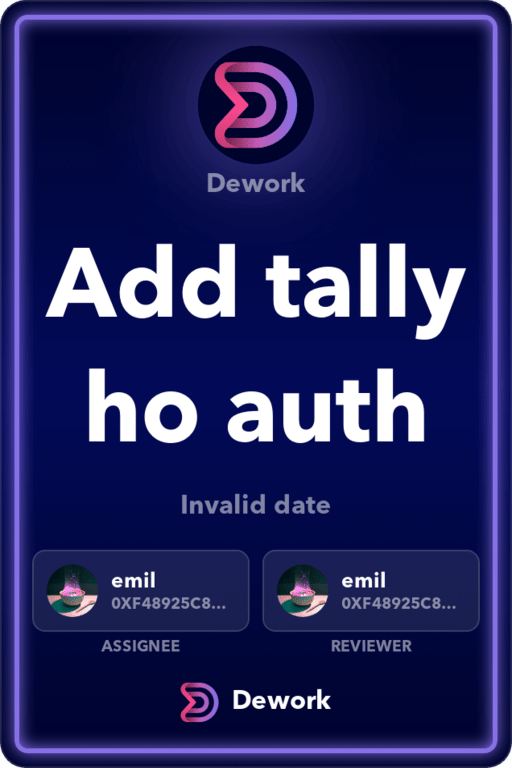 Dework
Add tally
ho auth
Invalid date
emil
0XF48925C8...
ASSIGNEE
emil
0XF48925C8...
REVIEWER
Dework